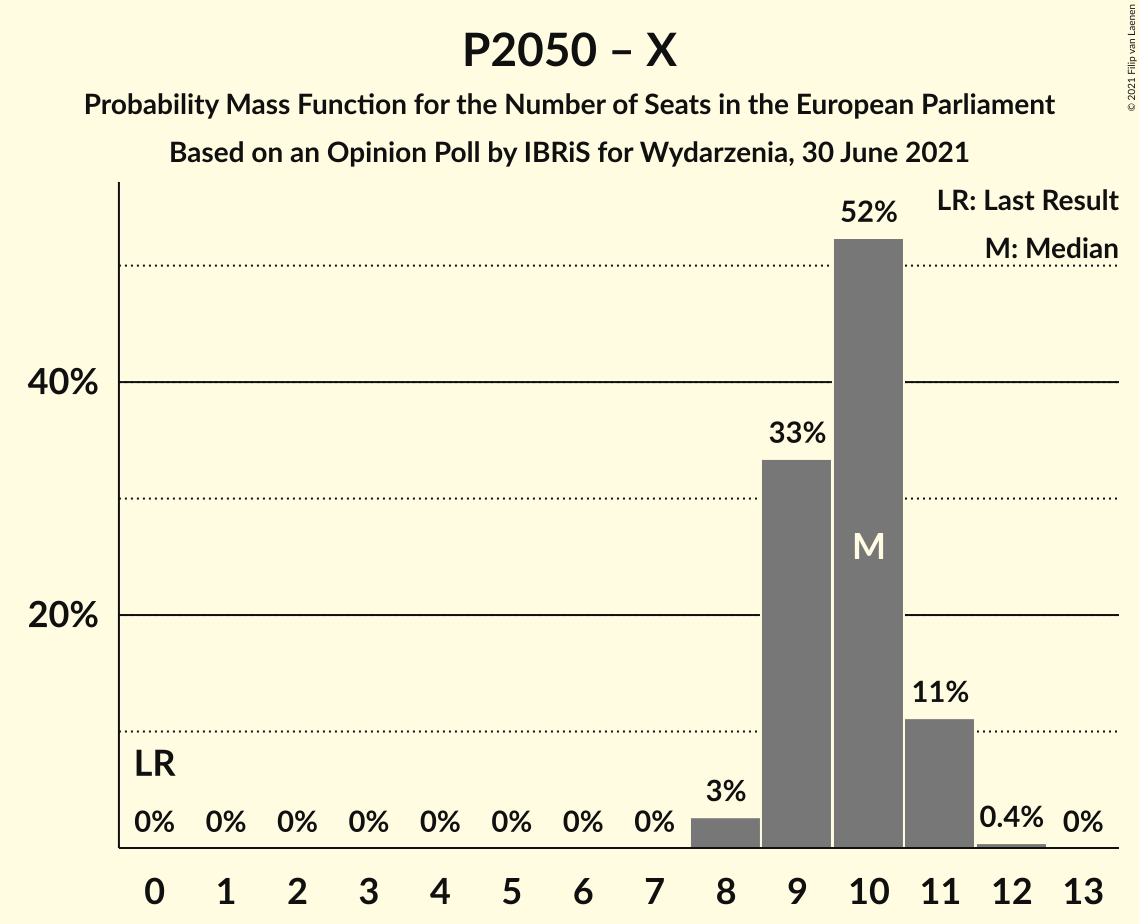 P2050 – X
Probability Mass Function for the Number of Seats in the European Parliament
Based on an Opinion Poll by IBRiS for Wydarzenia, 30 June 2021
© 2021 Filip van Laenen
LR: Last Result
M: Median
52%
40%
33%
M
20%
11%
LR
3%
0% 0% 0% 0% 0% 0% 0% 0% 0.4% 0%
0 1 2 3 4 5 6 7 8 9 10 11 12 13